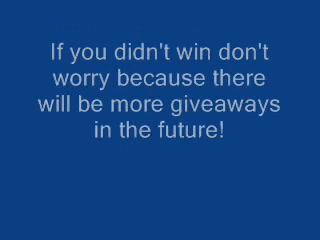 If you didn't win don't
worry because there
will be more giveaways
in the future!